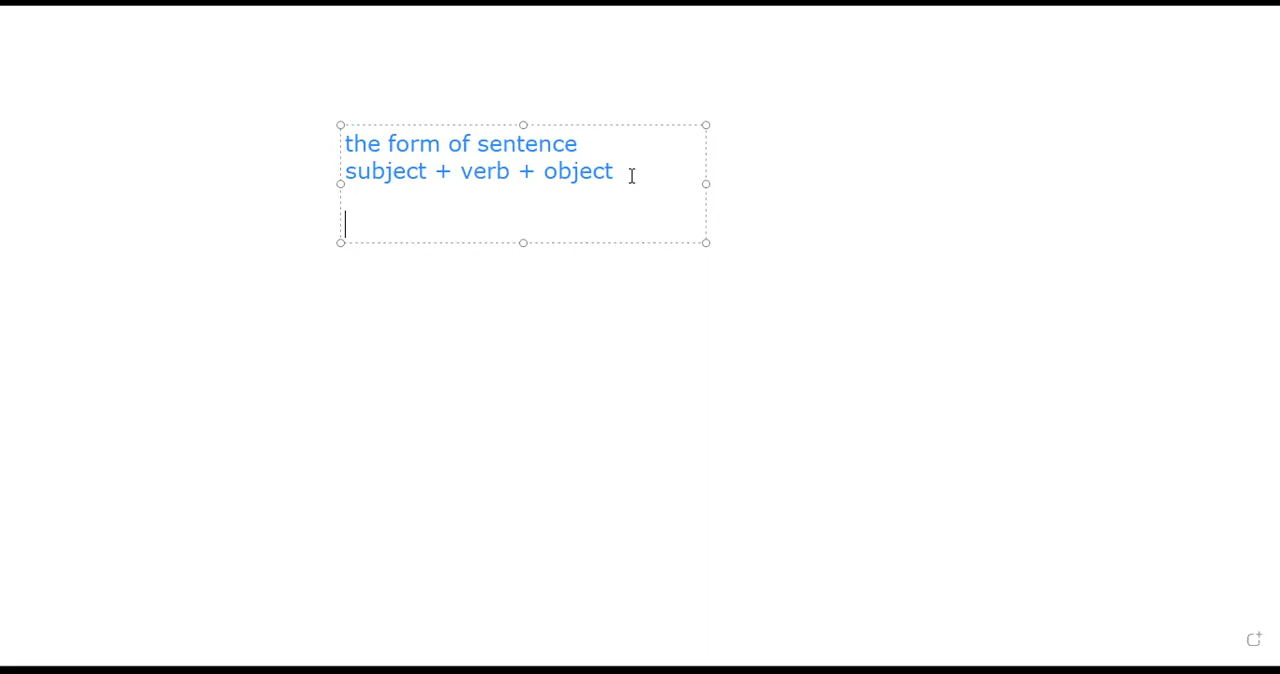 the form of sentence
subject + verb + object